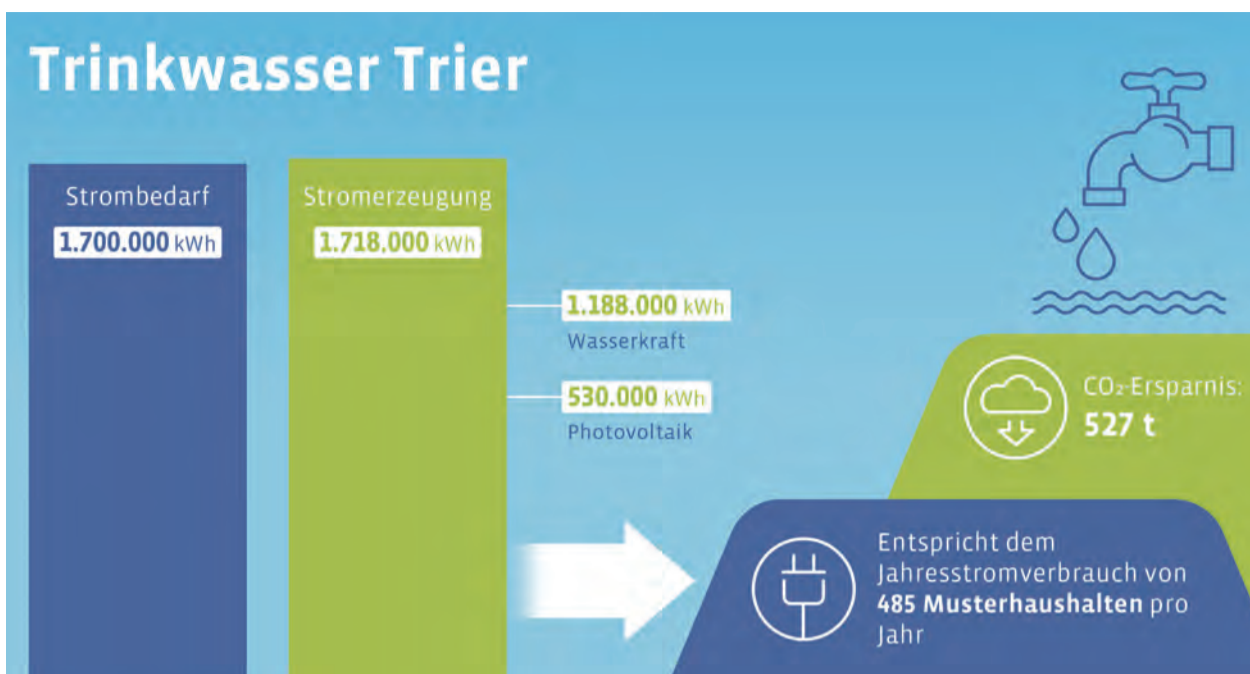 Trinkwasser Trier
Strombedarf
1.700.000 kWh
Stromerzeugung
1.718.000 kWh
1.188.000 kWh
Wasserkraft
530.000 kWh
Photovoltaik
CO₂-Ersparnis:
527 t
Entspricht dem
Jahresstromverbrauch von
485 Musterhaushalten pro
Jahr